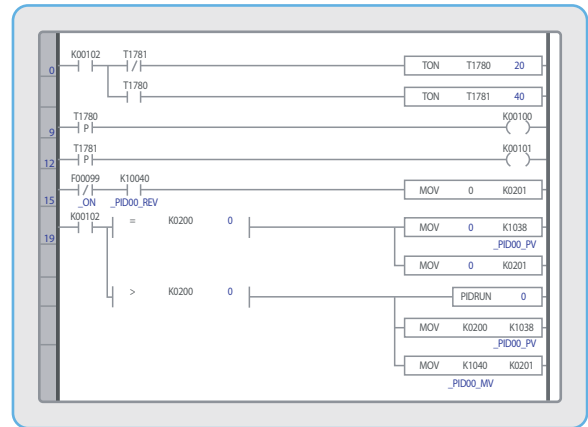 K00102 T1781
0 TON T1780 20
T1780
TON T1781 40
T1780 K00100
9 P
T1781 K00101
12 P
F00099 K10040
15 MOV 0 K0201
_ON _PID00_REV
K00102
19 = K0200 0 MOV 0 K1038
_PID00_PV
MOV 0 K0201
> K0200 0 PIDRUN 0
MOV K0200 K1038
_PID00_PV
MOV K1040 K0201
_PID00_MV